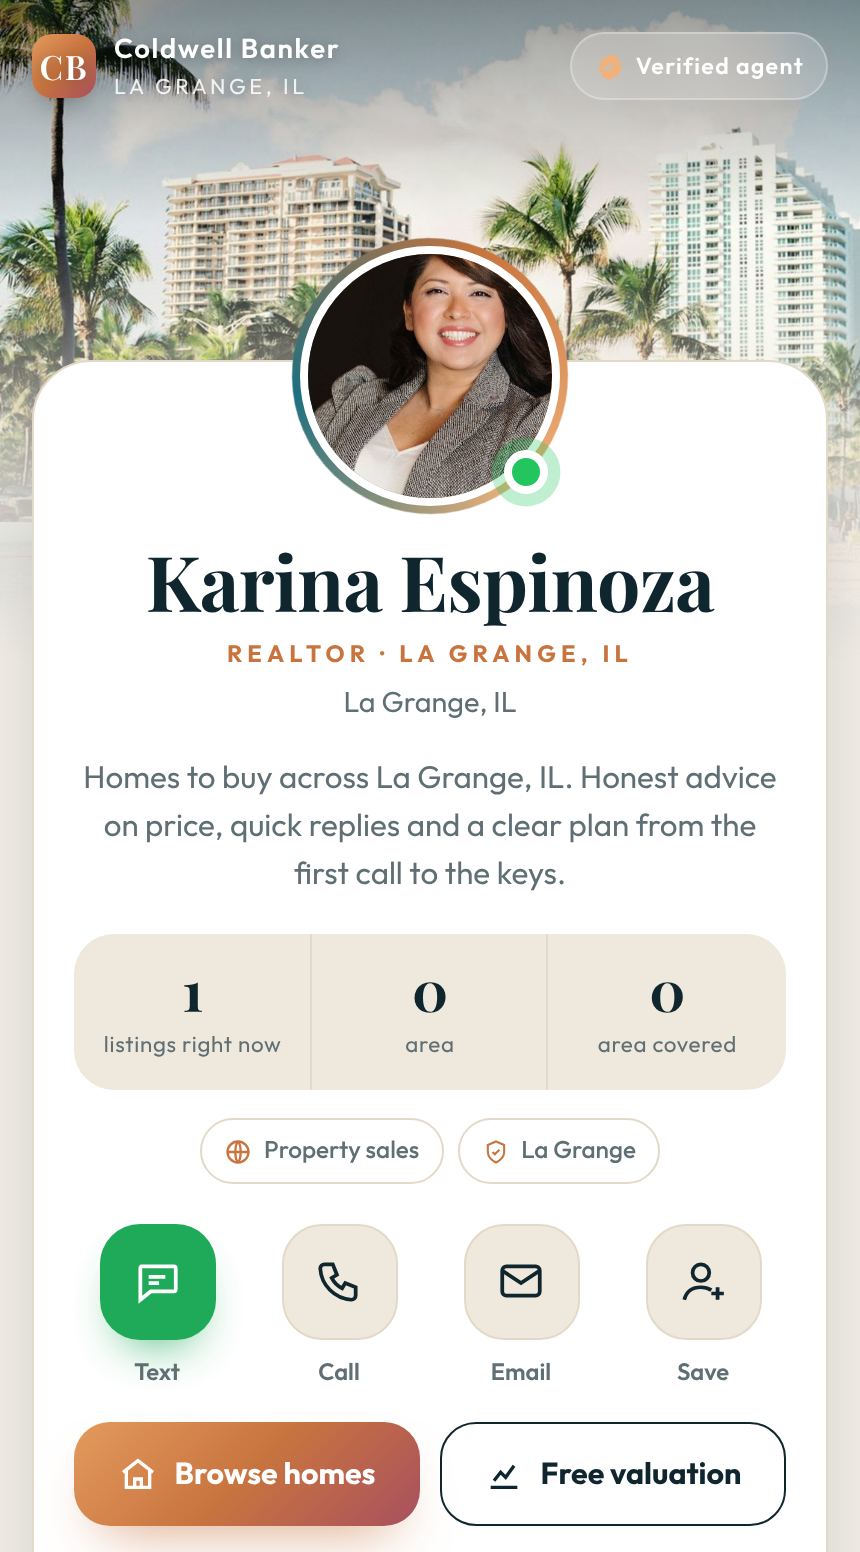 CB
Coldwell Banker
LA GRANGE, IL
Verified agent
Karina Espinoza
REALTOR · LA GRANGE, IL
La Grange, IL
Homes to buy across La Grange, IL. Honest advice
on price, quick replies and a clear plan from the
first call to the keys.
1
listings right now
0
area
0
area covered
Property sales
La Grange
Text
Call
Email
Save
Browse homes
Free valuation